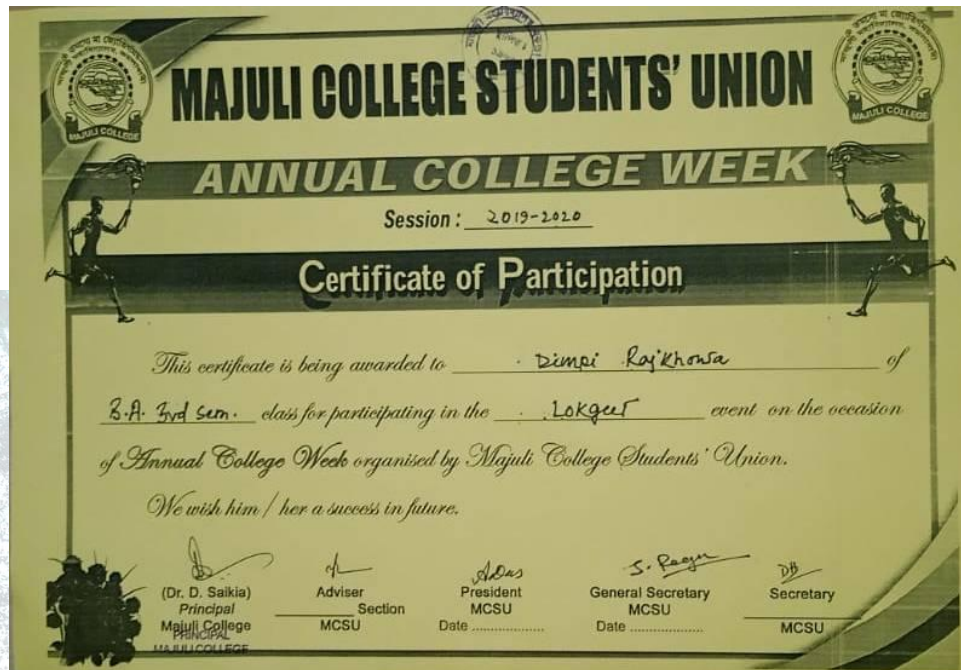 MAJULI COLLEGE STUDENTS' UNION
MAJULI COLLEGE
MAJULI COLLEGE
ANNUAL COLLEGE WEEK
Session : 2019-2020
Certificate of Participation
This certificate is being awarded to Dimpi Rajkhowa of
B.A. 3rd Sem. class for participating in the Lokgeet event on the occasion
of Annual College Week organised by Majuli College Students' Union.
We wish him / her a success in future.
(Dr. D. Saikia) Adviser President General Secretary Secretary
Principal Section MCSU MCSU
Majuli College MCSU Date Date MCSU
PRINCIPAL
MAJULI COLLEGE